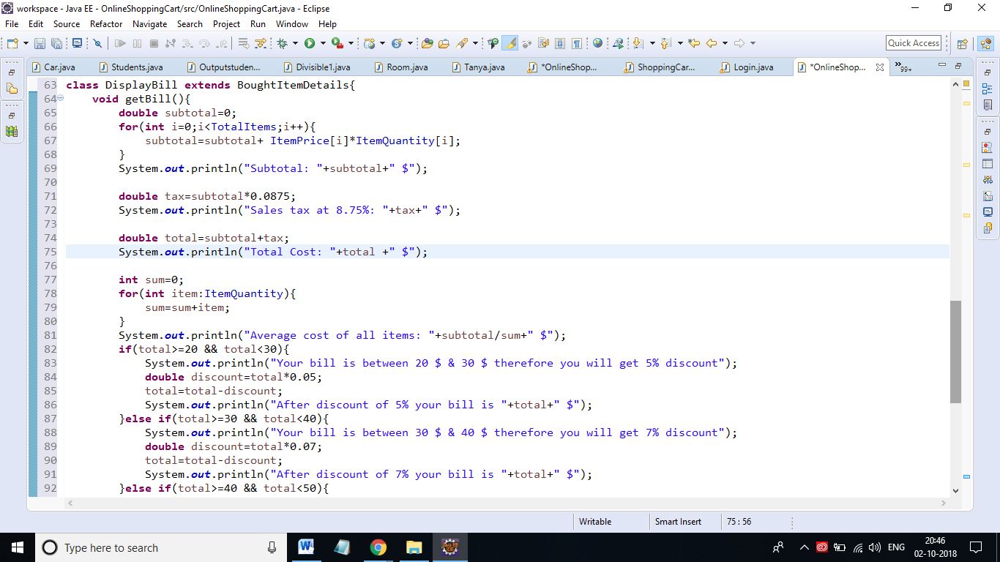 workspace - Java EE - OnlineShoppingCart/src/OnlineShoppingCart.java - Eclipse
File Edit Source Refactor Navigate Search Project Run Window Help
Quick Access
Car.java Students.java Outputstuden... Divisible1.java Room.java Tanya.java *OnlineShop... ShoppingCar... Login.java *OnlineShop... »99+
63 class DisplayBill extends BoughtItemDetails{
64 void getBill(){
65 double subtotal=0;
66 for(int i=0;i<TotalItems;i++){
67 subtotal=subtotal+ ItemPrice[i]*ItemQuantity[i];
68 }
69 System.out.println("Subtotal: "+subtotal+" $");
70
71 double tax=subtotal*0.0875;
72 System.out.println("Sales tax at 8.75%: "+tax+" $");
73
74 double total=subtotal+tax;
75 System.out.println("Total Cost: "+total +" $");
76
77 int sum=0;
78 for(int item:ItemQuantity){
79 sum=sum+item;
80 }
81 System.out.println("Average cost of all items: "+subtotal/sum+" $");
82 if(total>=20 && total<30){
83 System.out.println("Your bill is between 20 $ & 30 $ therefore you will get 5% discount");
84 double discount=total*0.05;
85 total=total-discount;
86 System.out.println("After discount of 5% your bill is "+total+" $");
87 }else if(total>=30 && total<40){
88 System.out.println("Your bill is between 30 $ & 40 $ therefore you will get 7% discount");
89 double discount=total*0.07;
90 total=total-discount;
91 System.out.println("After discount of 7% your bill is "+total+" $");
92 }else if(total>=40 && total<50){
Writable Smart Insert 75 : 56
Type here to search
ENG
20:46
02-10-2018